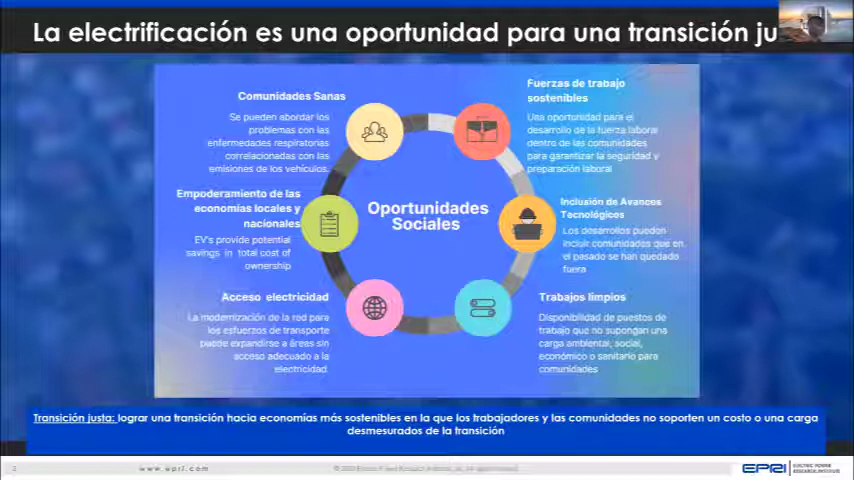 La electrificación es una oportunidad para una transición ju
Comunidades Sanas
Se pueden abordar los
problemas con las
enfermedades respiratorias
correlacionadas con las
emisiones de los vehículos.
Fuerzas de trabajo
sostenibles
Una oportunidad para el
desarrollo de la fuerza laboral
dentro de las comunidades
para garantizar la seguridad y
preparación laboral
Empoderamiento de las
economías locales y
nacionales
EV's provide potential
savings in total cost of
ownership
Oportunidades
Sociales
Inclusión de Avances
Tecnológicos
Los desarrollos pueden
incluir comunidades que en
el pasado se han quedado
fuera
Acceso electricidad
La modernización de la red para
los esfuerzos de transporte
puede expandirse a áreas sin
acceso adecuado a la
electricidad.
Trabajos limpios
Disponibilidad de puestos de
trabajo que no supongan una
carga ambiental, social,
económico o sanitario para
comunidades
Transición justa: lograr una transición hacia economías más sostenibles en la que los trabajadores y las comunidades no soporten un costo o una carga
desmesurados de la transición
2
www.epri.com
EPRI
ELECTRIC POWER
RESEARCH INSTITUTE